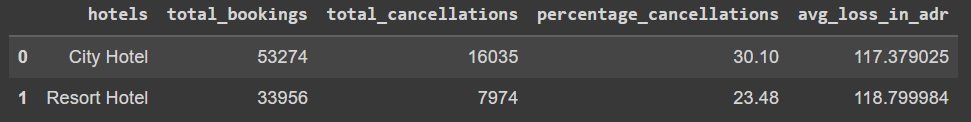 hotels total_bookings total_cancellations percentage_cancellations avg_loss_in_adr
0 City Hotel 53274 16035 30.10 117.379025
1 Resort Hotel 33956 7974 23.48 118.799984